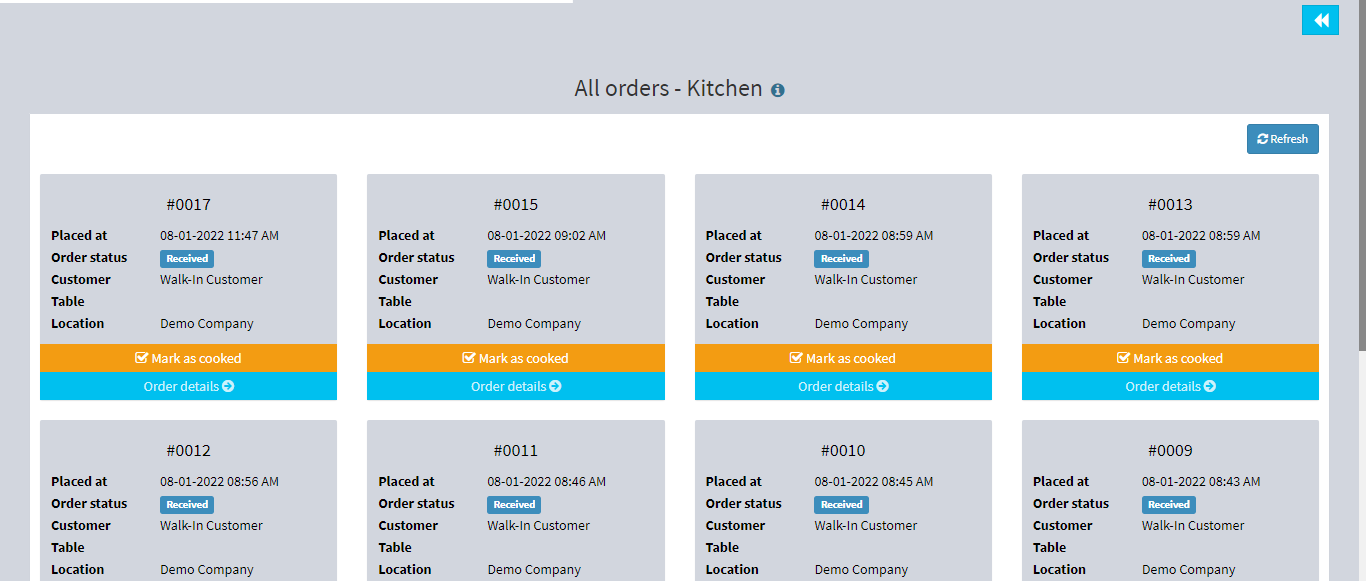 All orders - Kitchen
Refresh
#0017
Placed at 08-01-2022 11:47 AM
Order status Received
Customer Walk-In Customer
Table
Location Demo Company
Mark as cooked
Order details
#0015
Placed at 08-01-2022 09:02 AM
Order status Received
Customer Walk-In Customer
Table
Location Demo Company
Mark as cooked
Order details
#0014
Placed at 08-01-2022 08:59 AM
Order status Received
Customer Walk-In Customer
Table
Location Demo Company
Mark as cooked
Order details
#0013
Placed at 08-01-2022 08:59 AM
Order status Received
Customer Walk-In Customer
Table
Location Demo Company
Mark as cooked
Order details
#0012
Placed at 08-01-2022 08:56 AM
Order status Received
Customer Walk-In Customer
Table
Location Demo Company
#0011
Placed at 08-01-2022 08:46 AM
Order status Received
Customer Walk-In Customer
Table
Location Demo Company
#0010
Placed at 08-01-2022 08:45 AM
Order status Received
Customer Walk-In Customer
Table
Location Demo Company
#0009
Placed at 08-01-2022 08:43 AM
Order status Received
Customer Walk-In Customer
Table
Location Demo Company